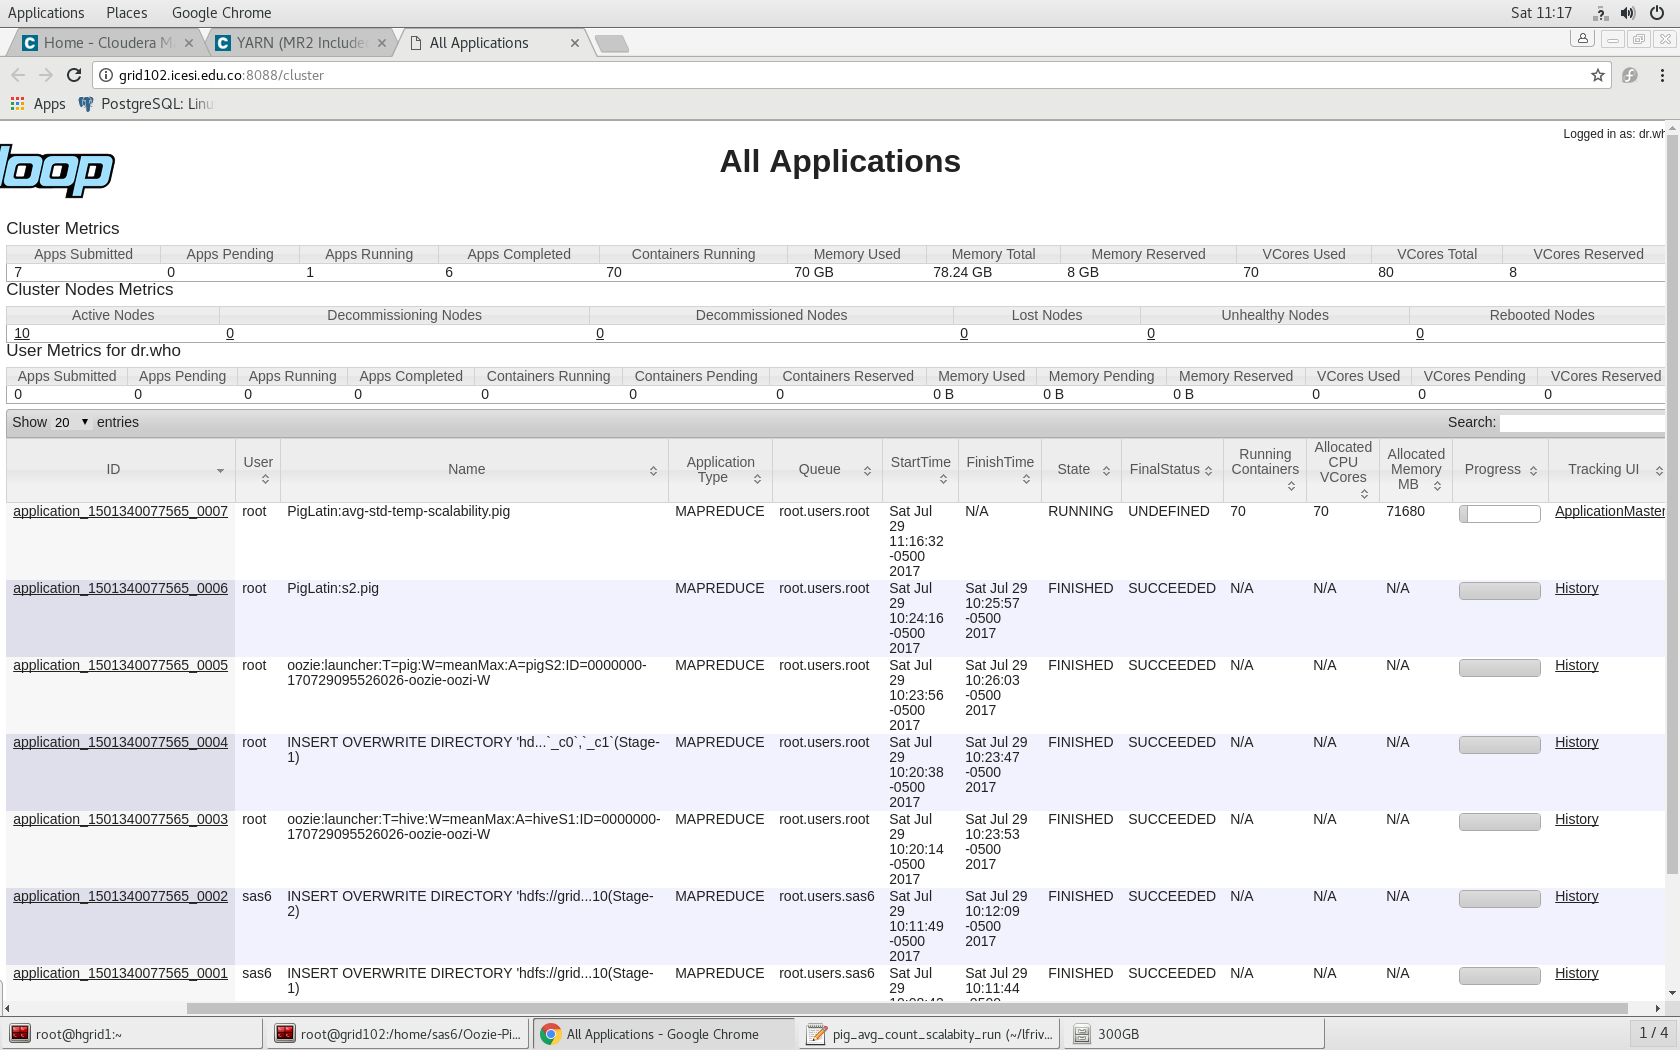 Applications Places Google Chrome Sat 11:17
Home - Cloudera M YARN (MR2 Include All Applications
grid102.icesi.edu.co:8088/cluster
Apps PostgreSQL: Linu
Logged in as: dr.wh
loop
All Applications
Cluster Metrics
Apps Submitted Apps Pending Apps Running Apps Completed Containers Running Memory Used Memory Total Memory Reserved VCores Used VCores Total VCores Reserved
7 0 1 6 70 70 GB 78.24 GB 8 GB 70 80 8
Cluster Nodes Metrics
Active Nodes Decommissioning Nodes Decommissioned Nodes Lost Nodes Unhealthy Nodes Rebooted Nodes
10 0 0 0 0 0
User Metrics for dr.who
Apps Submitted Apps Pending Apps Running Apps Completed Containers Running Containers Pending Containers Reserved Memory Used Memory Pending Memory Reserved VCores Used VCores Pending VCores Reserved
0 0 0 0 0 0 0 0 B 0 B 0 B 0 0 0
Show 20 entries Search:
ID User Name Application Type Queue StartTime FinishTime State FinalStatus Running Containers Allocated CPU VCores Allocated Memory MB Progress Tracking UI
application_1501340077565_0007 root PigLatin:avg-std-temp-scalability.pig MAPREDUCE root.users.root Sat Jul 29 11:16:32 -0500 2017 N/A RUNNING UNDEFINED 70 70 71680 ApplicationMaster
application_1501340077565_0006 root PigLatin:s2.pig MAPREDUCE root.users.root Sat Jul 29 10:24:16 -0500 2017 Sat Jul 29 10:25:57 -0500 2017 FINISHED SUCCEEDED N/A N/A N/A History
application_1501340077565_0005 root oozie:launcher:T=pig:W=meanMax:A=pigS2:ID=0000000-170729095526026-oozie-oozi-W MAPREDUCE root.users.root Sat Jul 29 10:23:56 -0500 2017 Sat Jul 29 10:26:03 -0500 2017 FINISHED SUCCEEDED N/A N/A N/A History
application_1501340077565_0004 root INSERT OVERWRITE DIRECTORY 'hd...`_c0`,`_c1`(Stage-1) MAPREDUCE root.users.root Sat Jul 29 10:20:38 -0500 2017 Sat Jul 29 10:23:47 -0500 2017 FINISHED SUCCEEDED N/A N/A N/A History
application_1501340077565_0003 root oozie:launcher:T=hive:W=meanMax:A=hiveS1:ID=0000000-170729095526026-oozie-oozi-W MAPREDUCE root.users.root Sat Jul 29 10:20:14 -0500 2017 Sat Jul 29 10:23:53 -0500 2017 FINISHED SUCCEEDED N/A N/A N/A History
application_1501340077565_0002 sas6 INSERT OVERWRITE DIRECTORY 'hdfs://grid...10(Stage-2) MAPREDUCE root.users.sas6 Sat Jul 29 10:11:49 -0500 2017 Sat Jul 29 10:12:09 -0500 2017 FINISHED SUCCEEDED N/A N/A N/A History
application_1501340077565_0001 sas6 INSERT OVERWRITE DIRECTORY 'hdfs://grid...10(Stage-1) MAPREDUCE root.users.sas6 Sat Jul 29 Sat Jul 29 10:11:44 FINISHED SUCCEEDED N/A N/A N/A History
root@hgrid1:~ root@grid102:/home/sas6/Oozie-Pi... All Applications - Google Chrome pig_avg_count_scalabity_run (~/lfriv... 300GB 1 / 4